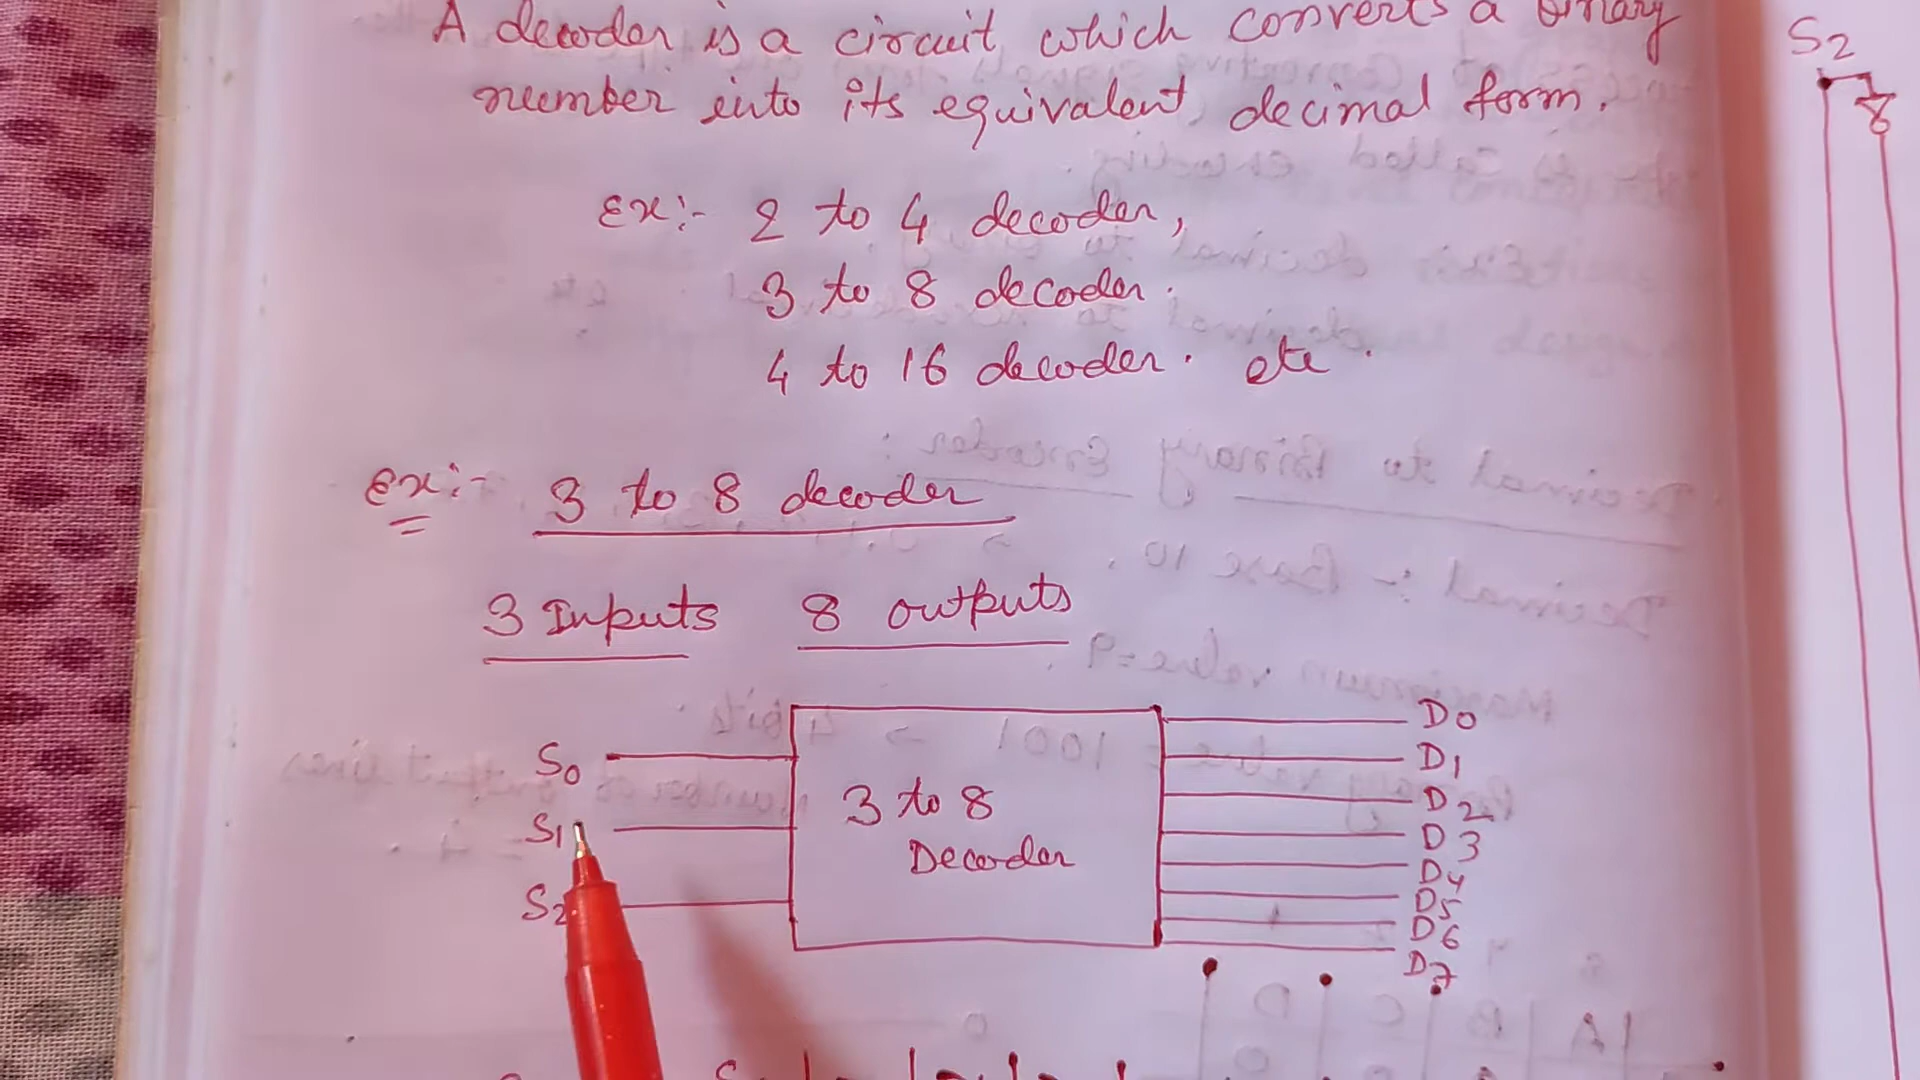 A decoder is a circuit which converts a binary
number into its equivalent decimal form.
Ex:- 2 to 4 decoder,
3 to 8 decoder.
4 to 16 decoder. etc.
Ex:- 3 to 8 decoder
3 Inputs 8 outputs
S0
S1
S2
3 to 8
Decoder
D0
D1
D2
D3
D4
D5
D6
D7
S2